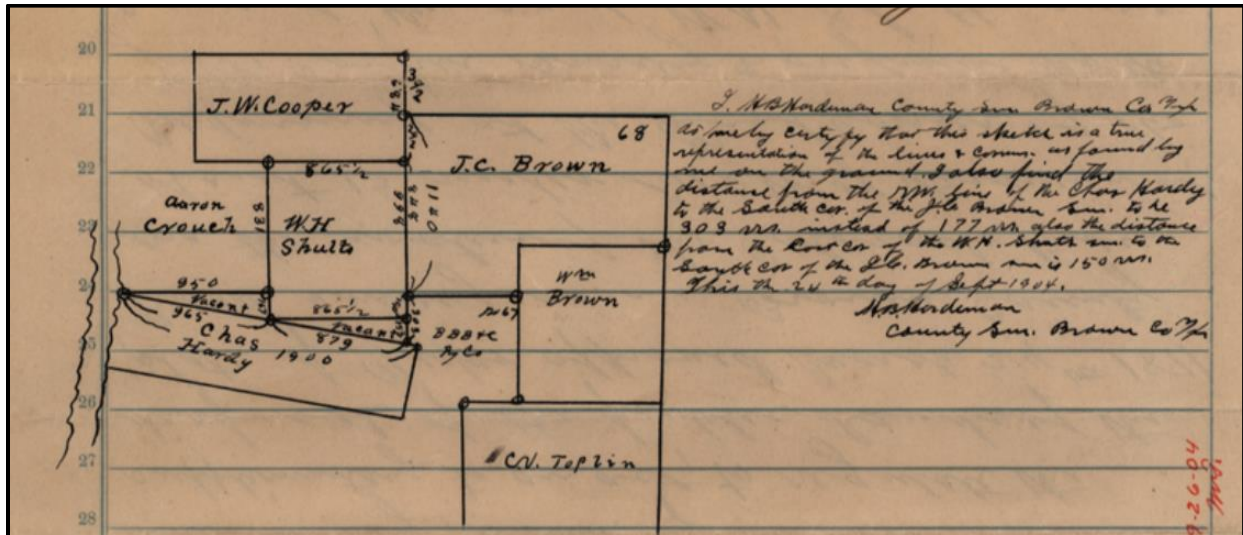 20
21
22
23
24
25
26
27
28
J.W. Cooper
J.C. Brown
68
865½
Aaron
Crouch
W.H
Shults
831
1110
950
Vacant
965
865½
Vacant
879
Chas
Hardy 1900
Wm
Brown
BBB&C
Ry Co
C.V. Toplin
I. H B Hardeman County Sur. Brown Co
do hereby certify that this sketch is a true
representation of the lines & corners. as found by
me on the ground. I also find the
distance from the N.W. line of the Chas Hardy
to the South cor. of the J.C. Brown Sur. to be
303 vrs. instead of 177 vrs also the distance
from the East cor of the W.H. Shults sur. to the
South cor of the J.C. Brown sur is 150 vrs.
This the 24th day of Sept 1904.
H.B. Hardeman
County Sur. Brown Co
9-26-04